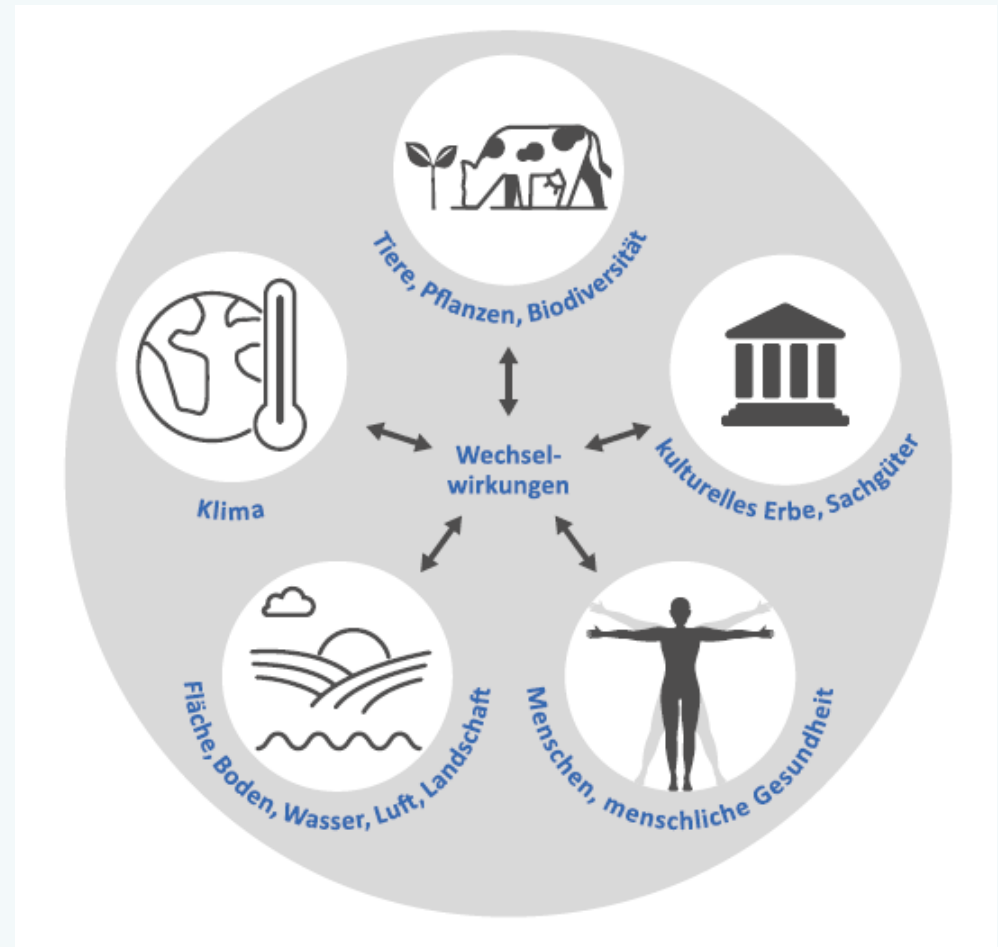 Tiere, Pflanzen, Biodiversität
Klima
Wechsel-
wirkungen
kulturelles Erbe, Sachgüter
Fläche, Boden, Wasser, Luft, Landschaft
Menschen, menschliche Gesundheit